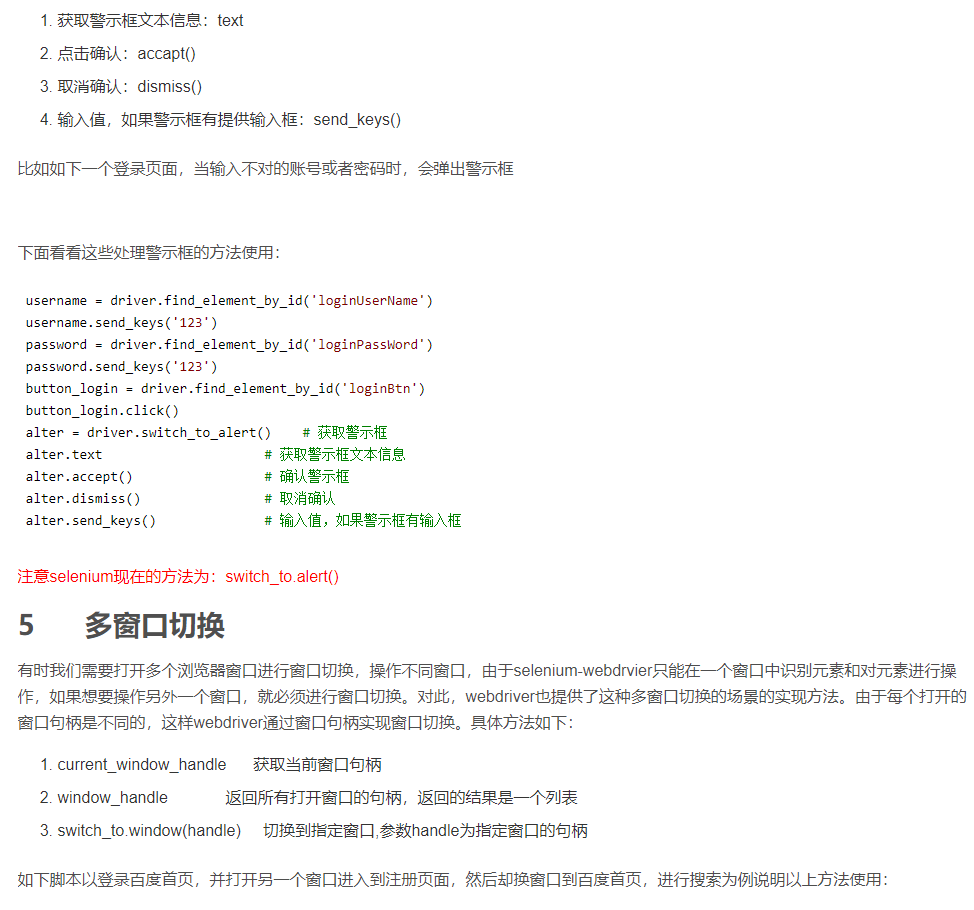 1. 获取警示框文本信息：text
2. 点击确认：accapt()
3. 取消确认：dismiss()
4. 输入值，如果警示框有提供输入框：send_keys()
比如如下一个登录页面，当输入不对的账号或者密码时，会弹出警示框
下面看看这些处理警示框的方法使用：
username = driver.find_element_by_id('loginUserName')
username.send_keys('123')
password = driver.find_element_by_id('loginPassWord')
password.send_keys('123')
button_login = driver.find_element_by_id('loginBtn')
button_login.click()
alter = driver.switch_to_alert()    # 获取警示框
alter.text                     # 获取警示框文本信息
alter.accept()                 # 确认警示框
alter.dismiss()                # 取消确认
alter.send_keys()              # 输入值，如果警示框有输入框
注意selenium现在的方法为：switch_to.alert()
5 多窗口切换
有时我们需要打开多个浏览器窗口进行窗口切换，操作不同窗口，由于selenium-webdrvier只能在一个窗口中识别元素和对元素进行操
作，如果想要操作另外一个窗口，就必须进行窗口切换。对此，webdriver也提供了这种多窗口切换的场景的实现方法。由于每个打开的
窗口句柄是不同的，这样webdriver通过窗口句柄实现窗口切换。具体方法如下：
1. current_window_handle 获取当前窗口句柄
2. window_handle 返回所有打开窗口的句柄，返回的结果是一个列表
3. switch_to.window(handle) 切换到指定窗口,参数handle为指定窗口的句柄
如下脚本以登录百度首页，并打开另一个窗口进入到注册页面，然后却换窗口到百度首页，进行搜索为例说明以上方法使用：